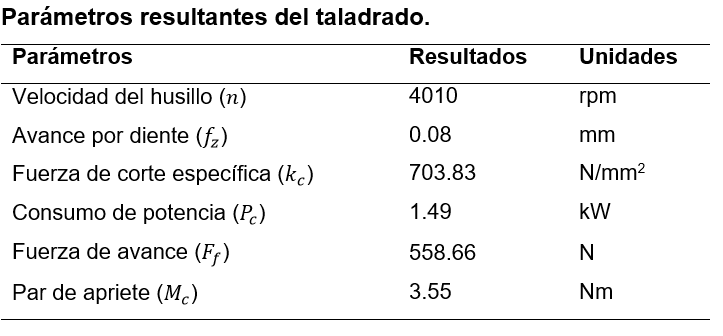 Parámetros resultantes del taladrado.
Parámetros Resultados Unidades
Velocidad del husillo (n) 4010 rpm
Avance por diente (f_z) 0.08 mm
Fuerza de corte específica (k_c) 703.83 N/mm²
Consumo de potencia (P_c) 1.49 kW
Fuerza de avance (F_f) 558.66 N
Par de apriete (M_c) 3.55 Nm